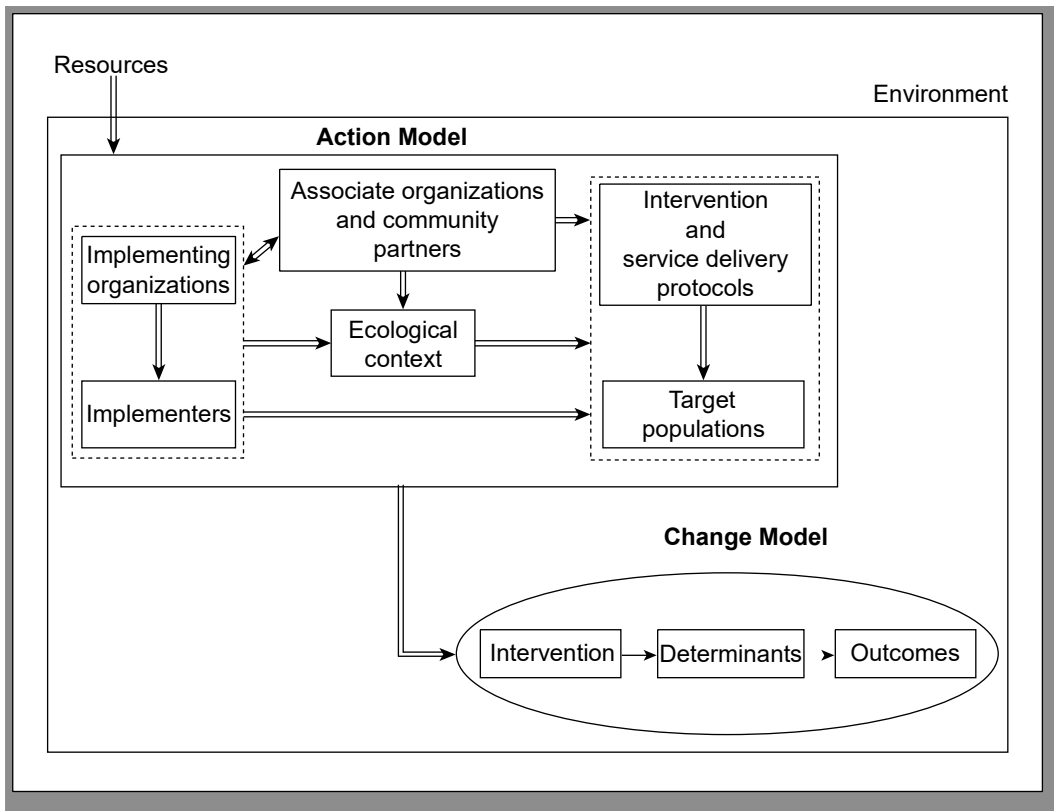 Resources
Environment
Action Model
Associate organizations
and community
partners
Intervention
and
service delivery
protocols
Implementing
organizations
Ecological
context
Implementers
Target
populations
Change Model
Intervention
Determinants
Outcomes